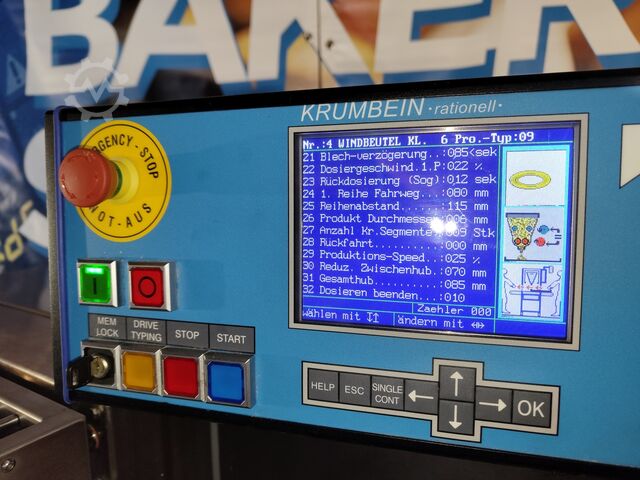 BAKER
KRUMBEIN · rationell ·
EMERGENCY - STOP
NOT - AUS
Nr.:4 WINDBEUTEL KL. 6 Pro.-Typ:09
21 Blech-verzögerung..:085<sek
22 Dosiergeschwind.1.P:022 %
23 Rückdosierung (Sog):012 sek
24 1. Reihe Fahrweg...:080 mm
25 Reihenabstand.....:115 mm
26 Produkt Durchmesser:006 mm
27 Anzahl Kr.Segmente:009 Stk
28 Rückfahrt.........:000 mm
29 Produktions-Speed..:025 %
30 Reduz. Zwischenhub.:070 mm
31 Gesamthub.........:085 mm
32 Dosieren beenden..:010
Zaehler 000
Wählen mit ↓↑ ändern mit ↔
MEM LOCK
DRIVE TYPING
STOP
START
HELP
ESC
SINGLE CONT
← ↑ ↓ →
OK